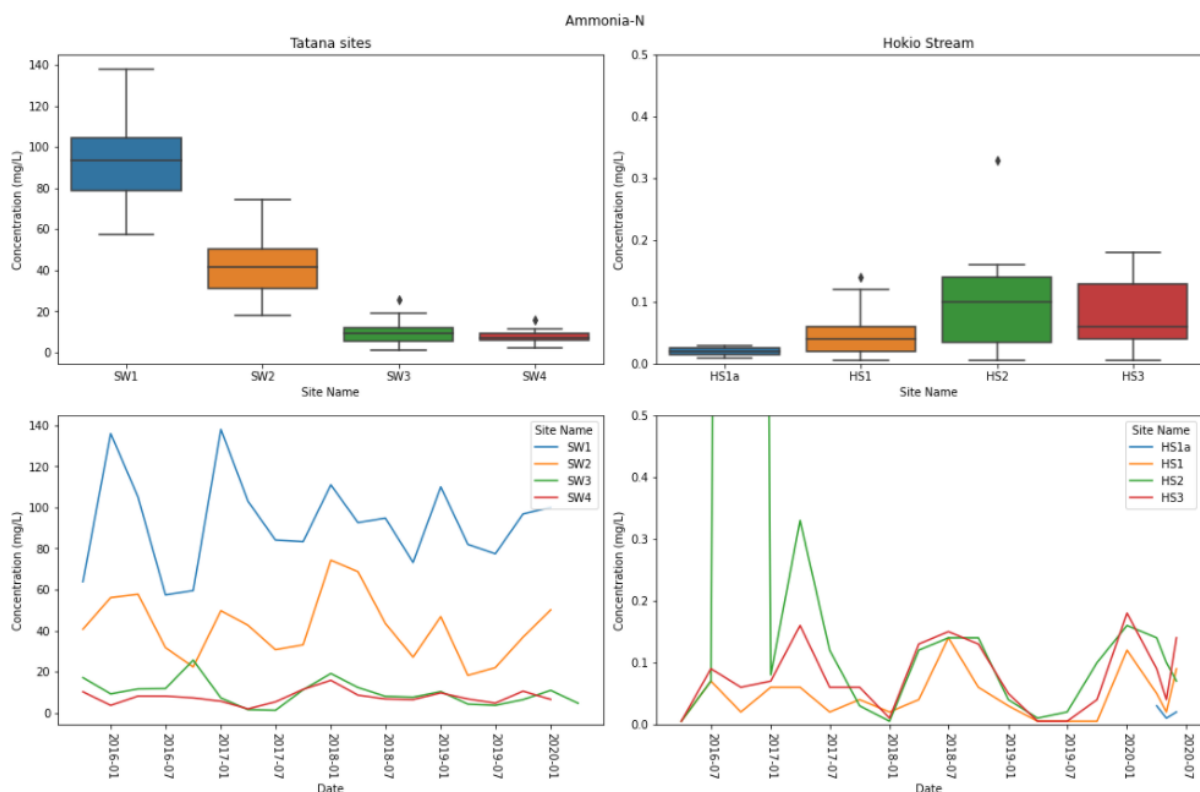 Ammonia-N
Tatana sites
Concentration (mg/L)
140
120
100
80
60
40
20
0
SW1 SW2 SW3 SW4
Site Name
Hokio Stream
Concentration (mg/L)
0.5
0.4
0.3
0.2
0.1
0.0
HS1a HS1 HS2 HS3
Site Name
Concentration (mg/L)
140
120
100
80
60
40
20
0
Site Name
SW1
SW2
SW3
SW4
2016-01
2016-07
2017-01
2017-07
2018-01
2018-07
2019-01
2019-07
2020-01
Date
Concentration (mg/L)
0.5
0.4
0.3
0.2
0.1
0.0
Site Name
HS1a
HS1
HS2
HS3
2016-07
2017-01
2017-07
2018-01
2018-07
2019-01
2019-07
2020-01
2020-07
Date